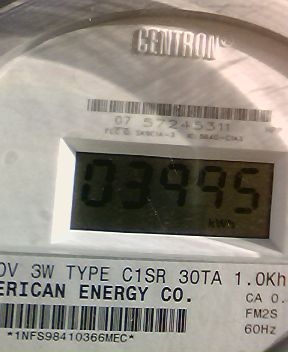 CENTRON®
07 57245311
03995
kWh
0V 3W TYPE C1SR 30TA 1.0Kh
ERICAN ENERGY CO.
CA 0.
FM2S
60Hz
*1NFS98410366MEC*